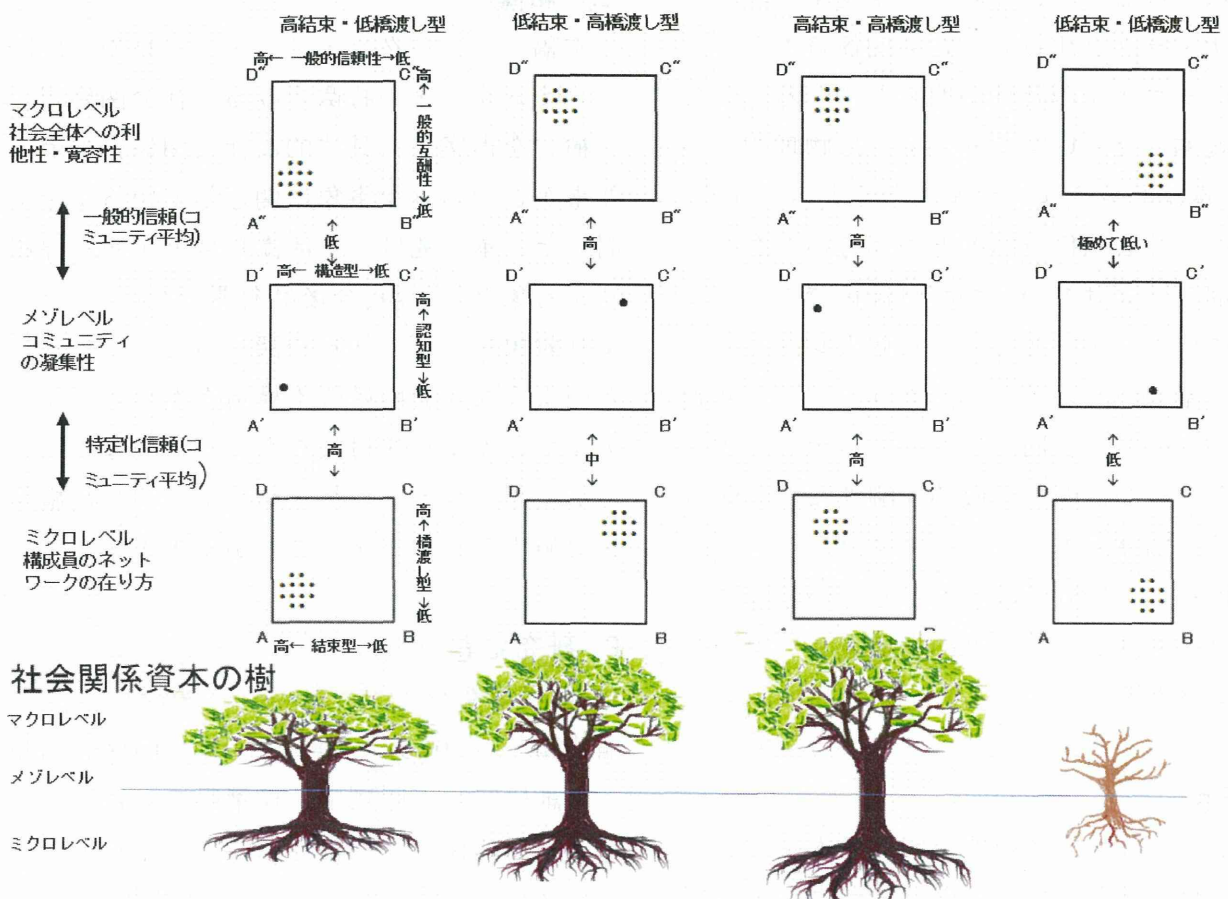 高結束・低橋渡し型
低結束・高橋渡し型
高結束・高橋渡し型
低結束・低橋渡し型
高← 一般的信頼性→低
D" C"
D" C"
D" C"
D" C"
マクロレベル
社会全体への利
他性・寛容性
高←一般的互酬性→低
A" B"
A" B"
A" B"
A" B"
一般的信頼(コ
ミュニティ平均)
↑
低
↓
↑
高
↓
↑
高
↓
↑
極めて低い
↓
高← 構造型→低
D' C'
D' C'
D' C'
D' C'
メゾレベル
コミュニティ
の凝集性
高↑認知型↓低
A' B'
A' B'
A' B'
A' B'
特定化信頼(コ
ミュニティ平均)
↑
高
↓
↑
中
↓
↑
高
↓
↑
低
↓
D C
D C
D C
D C
ミクロレベル
構成員のネット
ワークの在り方
高↑橋渡し型↓低
A B
A B
A B
A B
高← 結束型→低
社会関係資本の樹
マクロレベル
メゾレベル
ミクロレベル